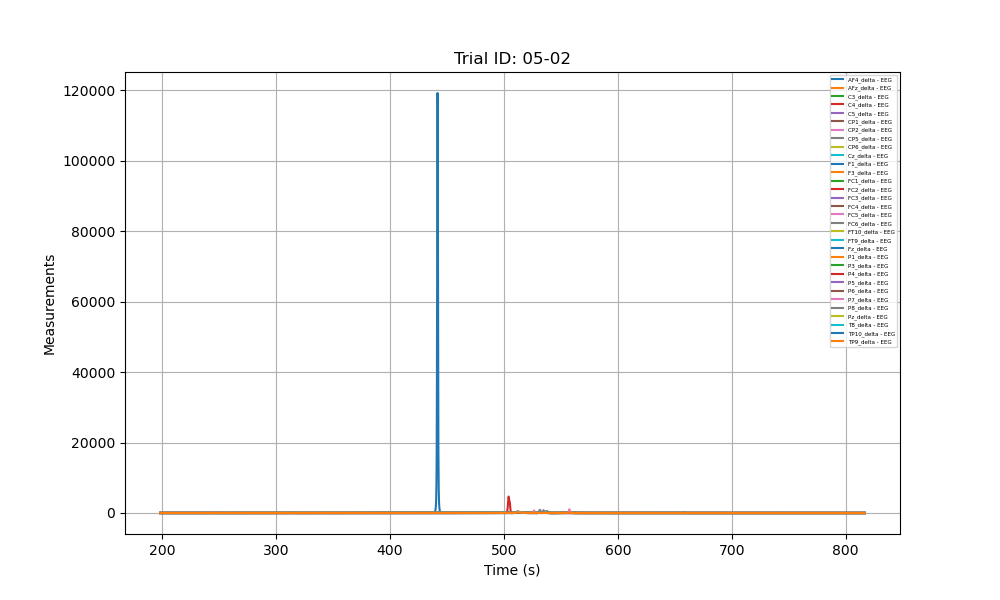 Trial ID: 05-02
Measurements
120000
100000
80000
60000
40000
20000
0
200
300
400
500
600
700
800
Time (s)
AF4_delta - EEG
AFz_delta - EEG
C3_delta - EEG
C4_delta - EEG
C5_delta - EEG
CP1_delta - EEG
CP2_delta - EEG
CP5_delta - EEG
CP6_delta - EEG
Cz_delta - EEG
F1_delta - EEG
F3_delta - EEG
FC1_delta - EEG
FC2_delta - EEG
FC3_delta - EEG
FC4_delta - EEG
FC5_delta - EEG
FC6_delta - EEG
FT10_delta - EEG
FT9_delta - EEG
Fz_delta - EEG
P1_delta - EEG
P3_delta - EEG
P4_delta - EEG
P5_delta - EEG
P6_delta - EEG
P7_delta - EEG
P8_delta - EEG
Pz_delta - EEG
T8_delta - EEG
TP10_delta - EEG
TP9_delta - EEG